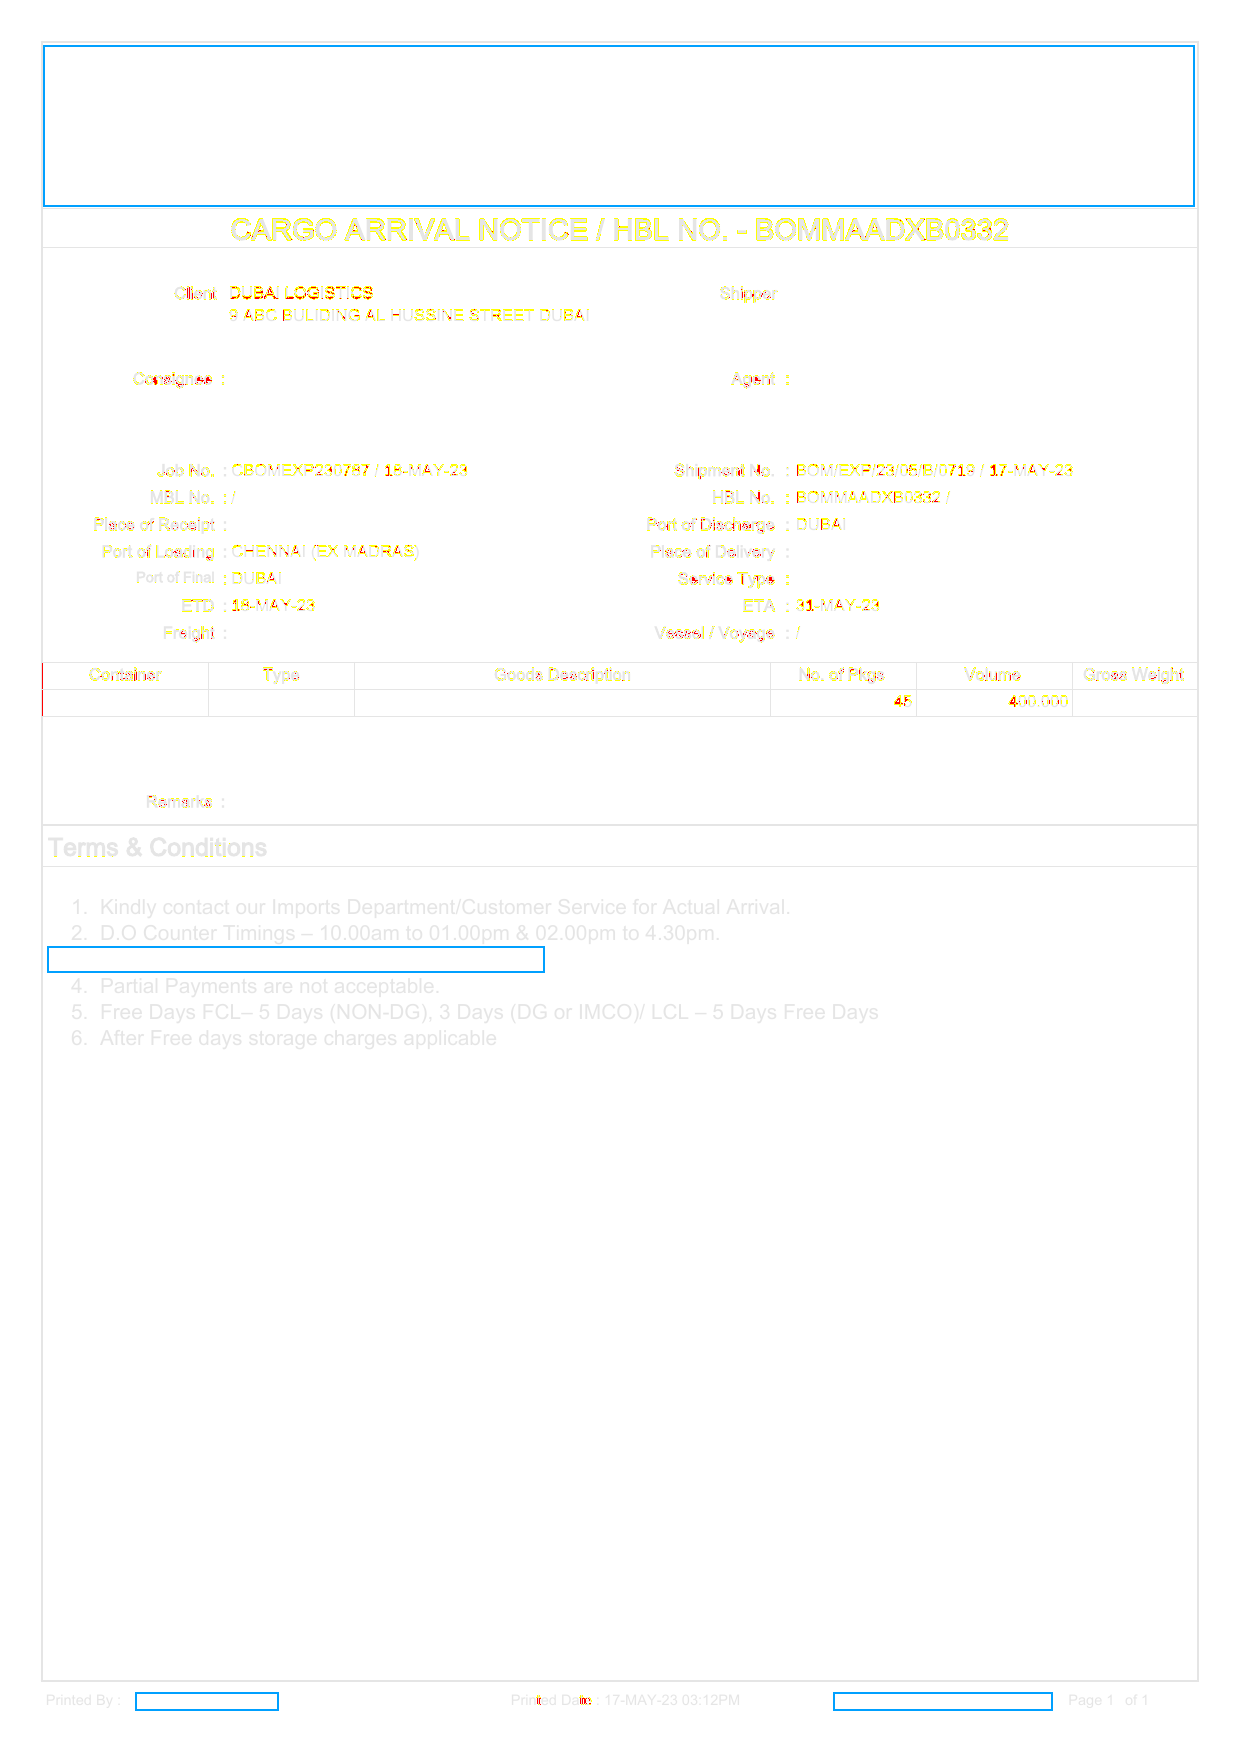 CARGO ARRIVAL NOTICE / HBL NO. - BOMMAADXB0332
Client DUBAI LOGISTICS Shipper
ABC BULIDING AL HUSSINE STREET DUBAI
Consignee : Agent :
Job No. : / 18-MAY-23 Shipment No. : / 17-MAY-23
MBL No. : / HBL No. : BOMMAADXB0332 /
Place of Receipt : Port of Discharge : DUBAI
Port of Loading : CHENNAI (EX MADRAS) Place of Delivery :
Port of Final : DUBAI Service Type :
ETD : 18-MAY-23 ETA : 31-MAY-23
Freight : Vessel / Voyage : /
Container Type Goods Description No. of Pkgs Volume Gross Weight
45 400.000
Remarks :
Terms & Conditions
1. Kindly contact our Imports Department/Customer Service for Actual Arrival.
2. D.O Counter Timings – 10.00am to 01.00pm & 02.00pm to 4.30pm.
4. Partial Payments are not acceptable.
5. Free Days FCL– 5 Days (NON-DG), 3 Days (DG or IMCO)/ LCL – 5 Days Free Days
6. After Free days storage charges applicable
Printed By : Printed Date : 17-MAY-23 03:12PM Page 1 of 1